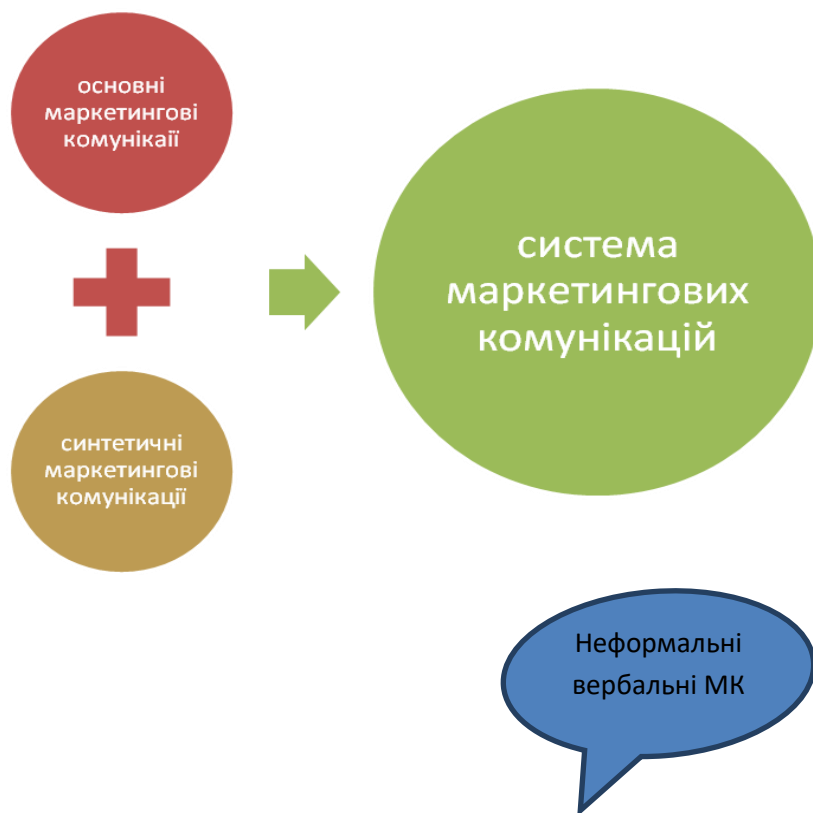 основні
маркетингові
комунікаії
синтетичні
маркетингові
комунікації
система
маркетингових
комунікацій
Неформальні
вербальні МК